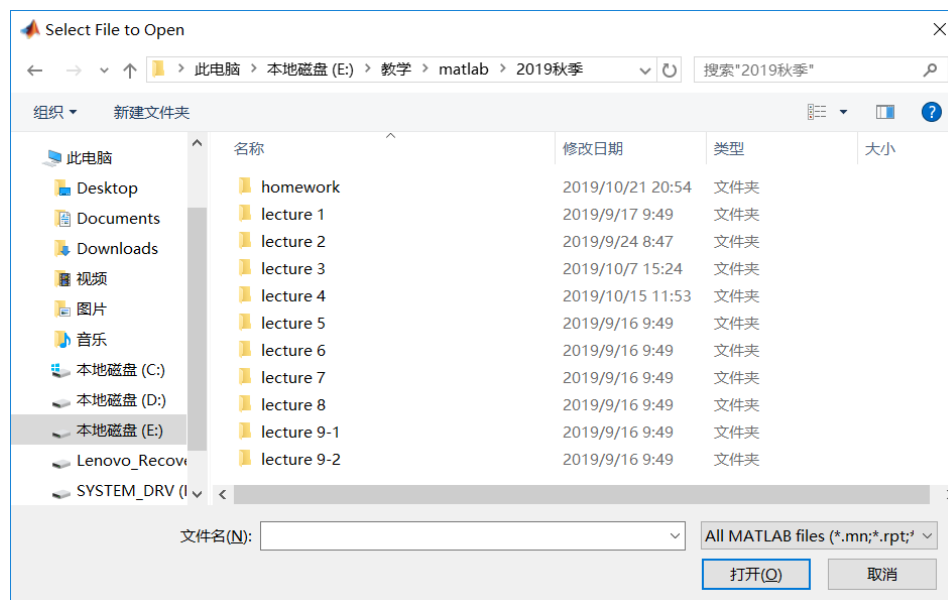 Select File to Open
此电脑 > 本地磁盘 (E:) > 教学 > matlab > 2019秋季
搜索"2019秋季"
组织 新建文件夹
名称 修改日期 类型 大小
此电脑
Desktop
Documents
Downloads
视频
图片
音乐
本地磁盘 (C:)
本地磁盘 (D:)
本地磁盘 (E:)
Lenovo_Recove
SYSTEM_DRV (
homework 2019/10/21 20:54 文件夹
lecture 1 2019/9/17 9:49 文件夹
lecture 2 2019/9/24 8:47 文件夹
lecture 3 2019/10/7 15:24 文件夹
lecture 4 2019/10/15 11:53 文件夹
lecture 5 2019/9/16 9:49 文件夹
lecture 6 2019/9/16 9:49 文件夹
lecture 7 2019/9/16 9:49 文件夹
lecture 8 2019/9/16 9:49 文件夹
lecture 9-1 2019/9/16 9:49 文件夹
lecture 9-2 2019/9/16 9:49 文件夹
文件名(N):
All MATLAB files (*.mn;*.rpt;*
打开(O) 取消